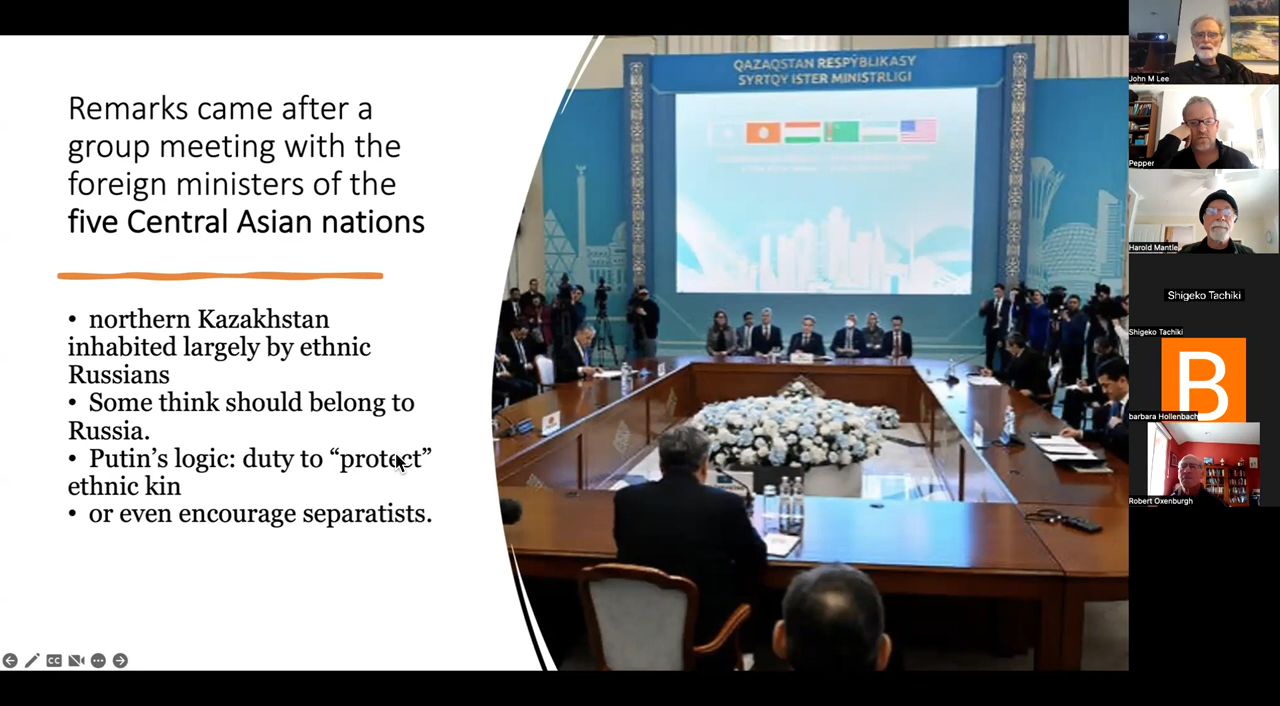 Remarks came after a
group meeting with the
foreign ministers of the
five Central Asian nations
• northern Kazakhstan
inhabited largely by ethnic
Russians
• Some think should belong to
Russia.
• Putin’s logic: duty to “protect”
ethnic kin
• or even encourage separatists.
CC
QAZAQSTAN RESPÝBLIKASY
SYRTQY ISTER MINISTRLIGI
John M Lee
Pepper
Harold Mantle
Shigeko Tachiki
Shigeko Tachiki
B
barbara Hollenbach
Robert Oxenburgh